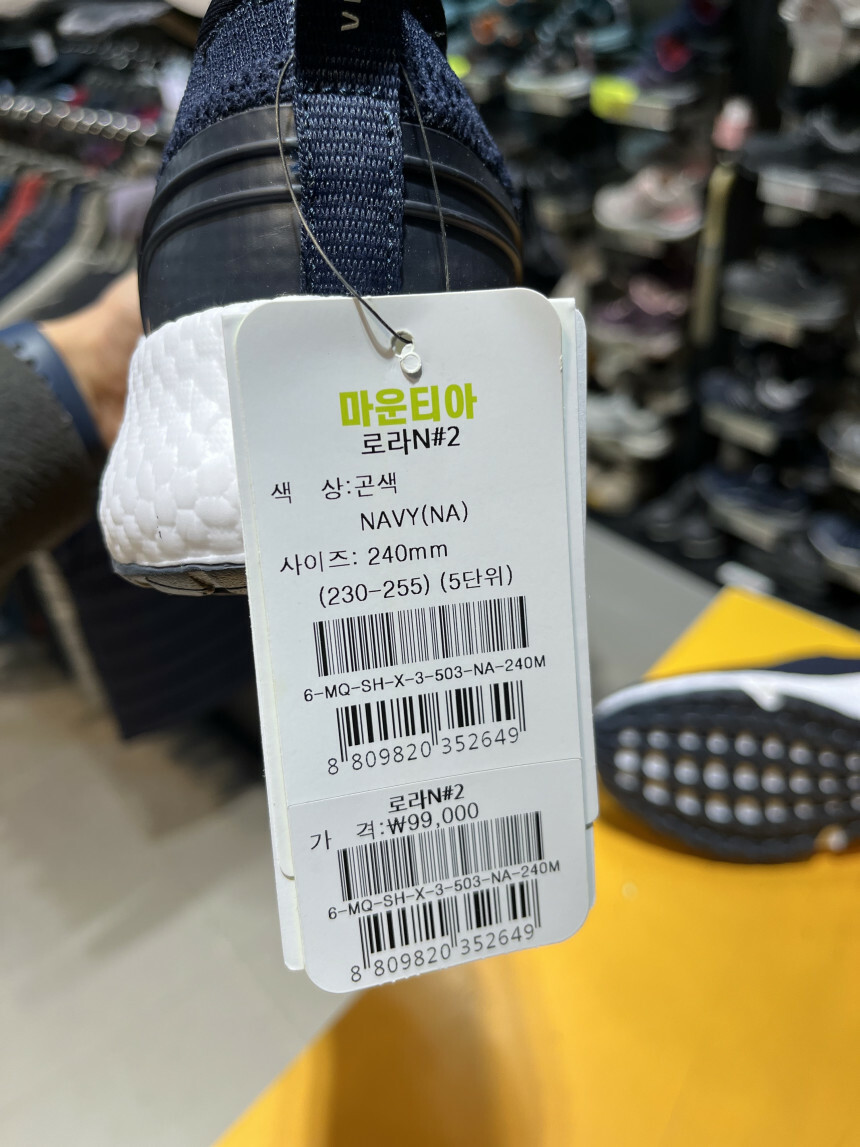 마운티아
로라N#2
색 상:곤색
NAVY(NA)
사이즈: 240mm
(230-255) (5단위)
6-MQ-SH-X-3-503-NA-240M
8 809820 352649
로라N#2
가 격:₩99,000
6-MQ-SH-X-3-503-NA-240M
8 809820 352649